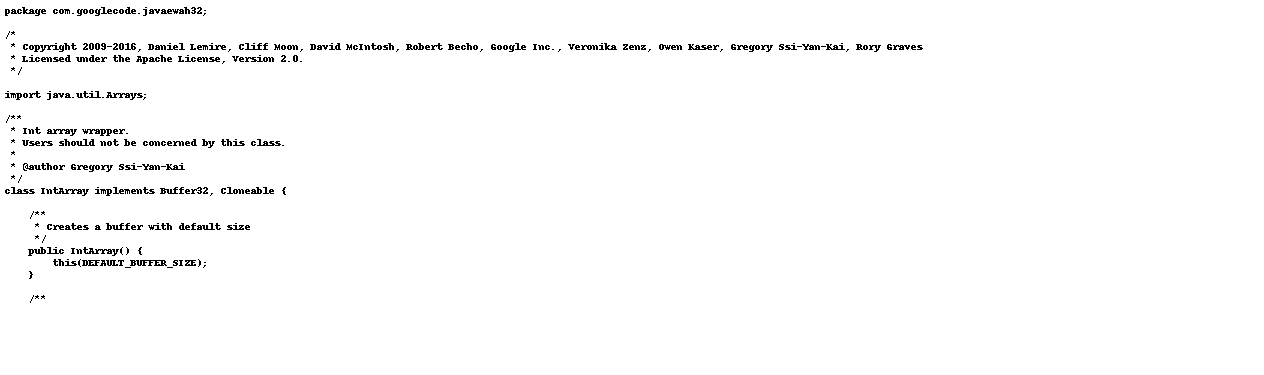 package com.googlecode.javaewah32;

/*
 * Copyright 2009-2016, Daniel Lemire, Cliff Moon, David McIntosh, Robert Becho, Google Inc., Veronika Zenz, Owen Kaser, Gregory Ssi-Yan-Kai, Rory Graves
 * Licensed under the Apache License, Version 2.0.
 */

import java.util.Arrays;

/**
 * Int array wrapper.
 * Users should not be concerned by this class.
 *
 * @author Gregory Ssi-Yan-Kai
 */
class IntArray implements Buffer32, Cloneable {

    /**
     * Creates a buffer with default size
     */
    public IntArray() {
        this(DEFAULT_BUFFER_SIZE);
    }

    /**